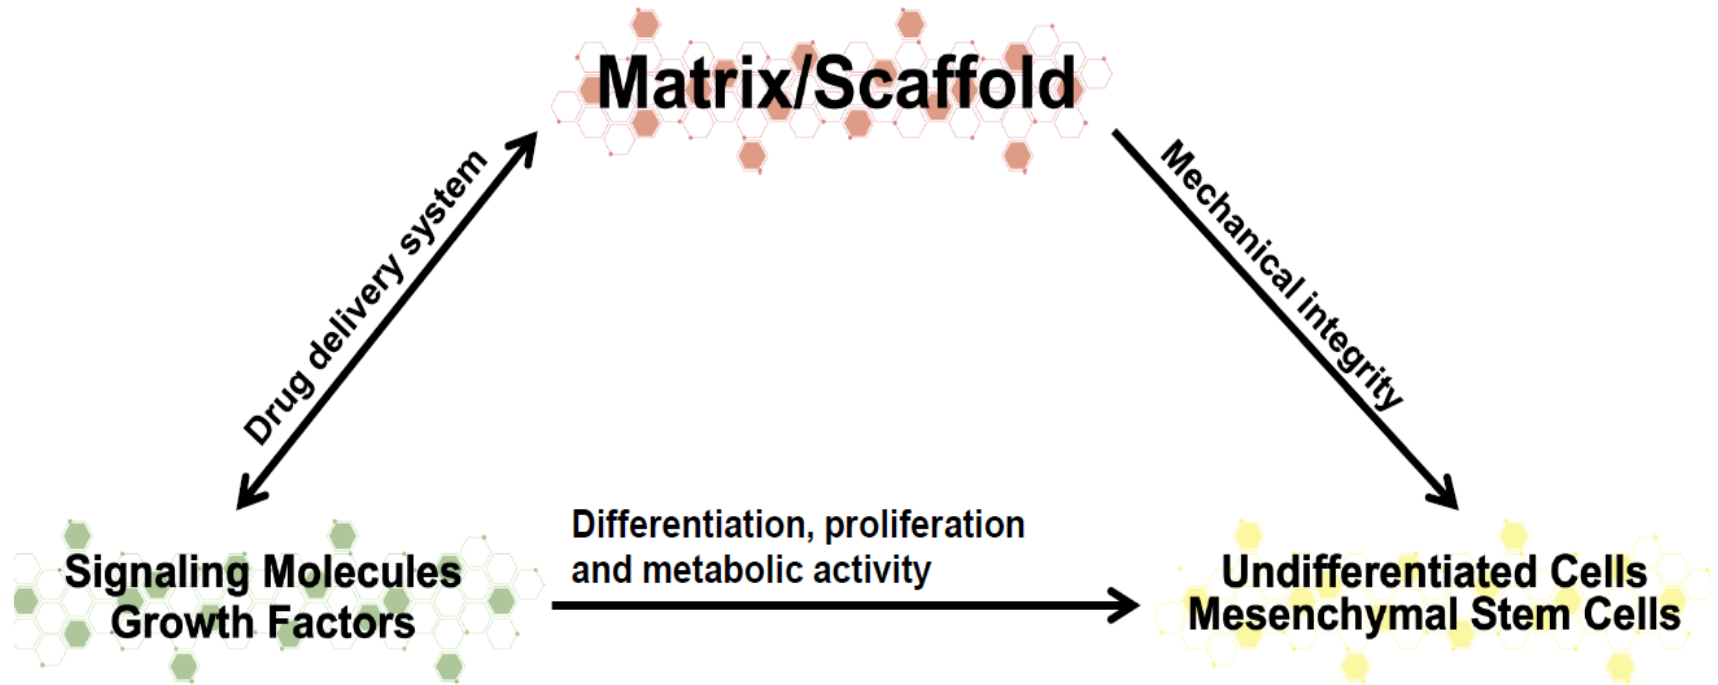 Matrix/Scaffold
Drug delivery system
Mechanical integrity
Differentiation, proliferation
and metabolic activity
Signaling Molecules
Growth Factors
Undifferentiated Cells
Mesenchymal Stem Cells